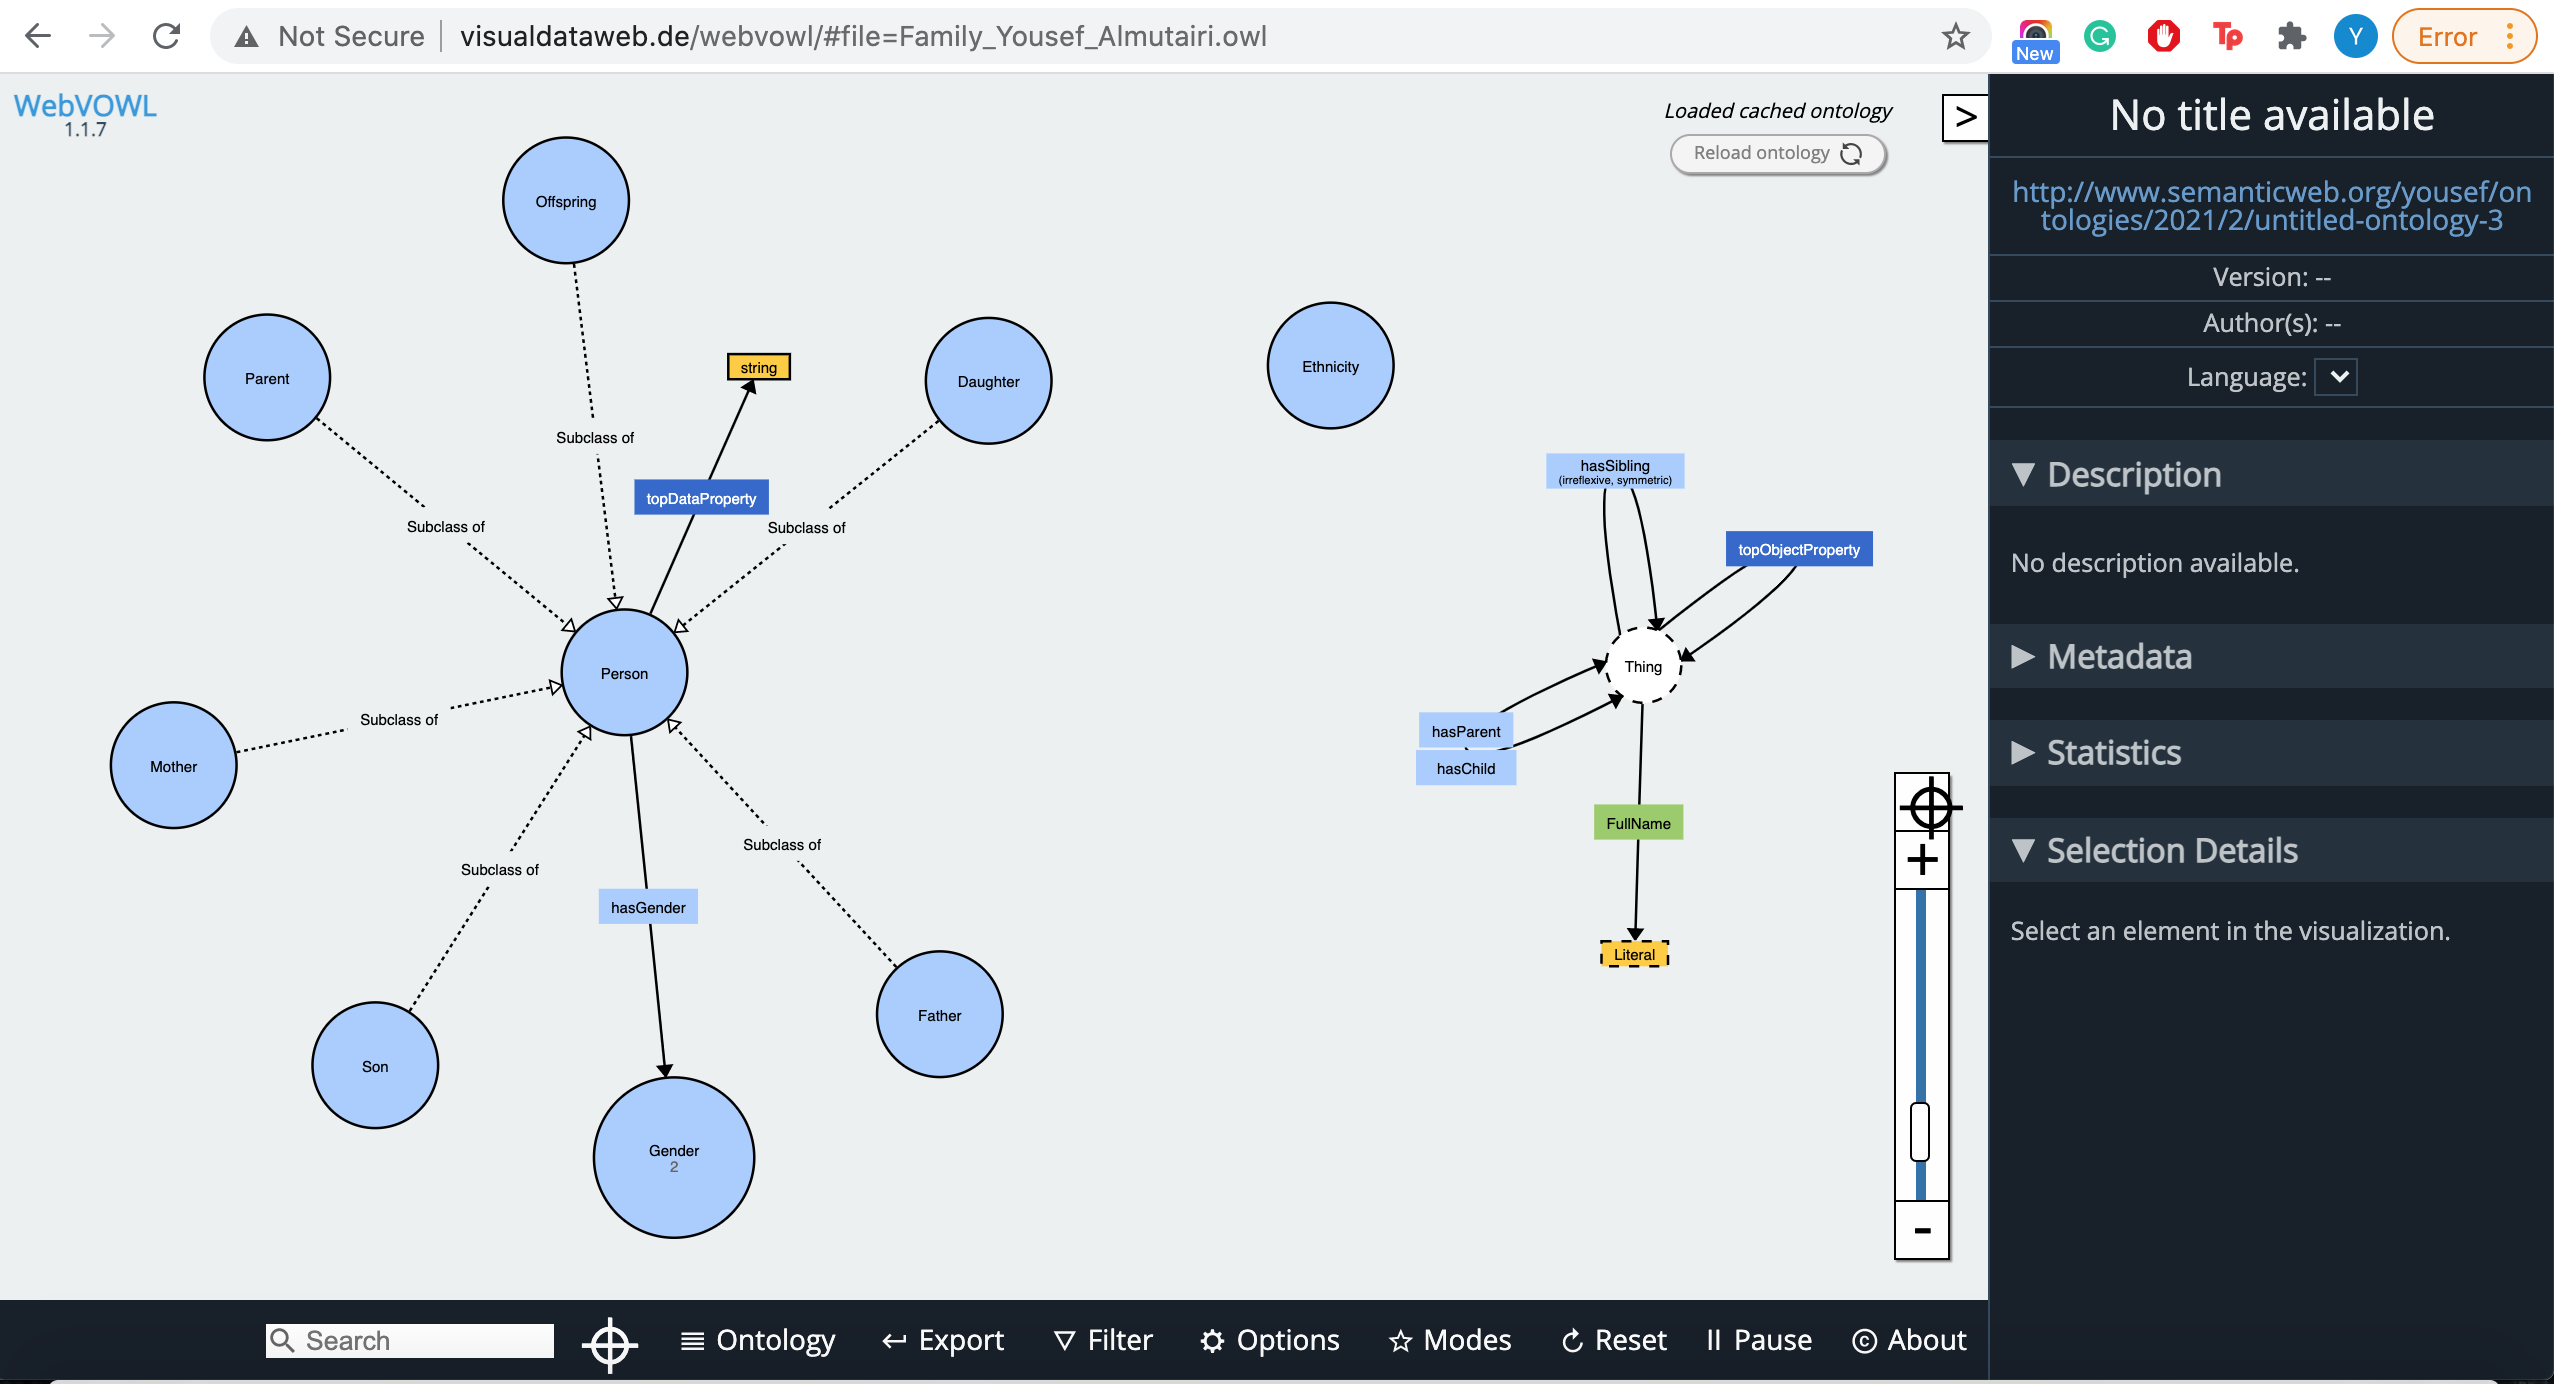 Not Secure
visualdataweb.de/webvowl/#file=Family_Yousef_Almutairi.owl
New
G
Tp
Y
Error
WebVOWL
1.1.7
Loaded cached ontology
Reload ontology
>
Offspring
Parent
string
Daughter
Ethnicity
Subclass of
topDataProperty
Subclass of
Subclass of
hasSibling
(irreflexive, symmetric)
topObjectProperty
Person
Thing
Mother
Subclass of
hasParent
hasChild
Subclass of
Subclass of
FullName
hasGender
Literal
Son
Father
Gender
2
+
-
No title available
http://www.semanticweb.org/yousef/on
tologies/2021/2/untitled-ontology-3
Version: --
Author(s): --
Language:
Description
No description available.
Metadata
Statistics
Selection Details
Select an element in the visualization.
Search
Ontology
Export
Filter
Options
Modes
Reset
Pause
© About